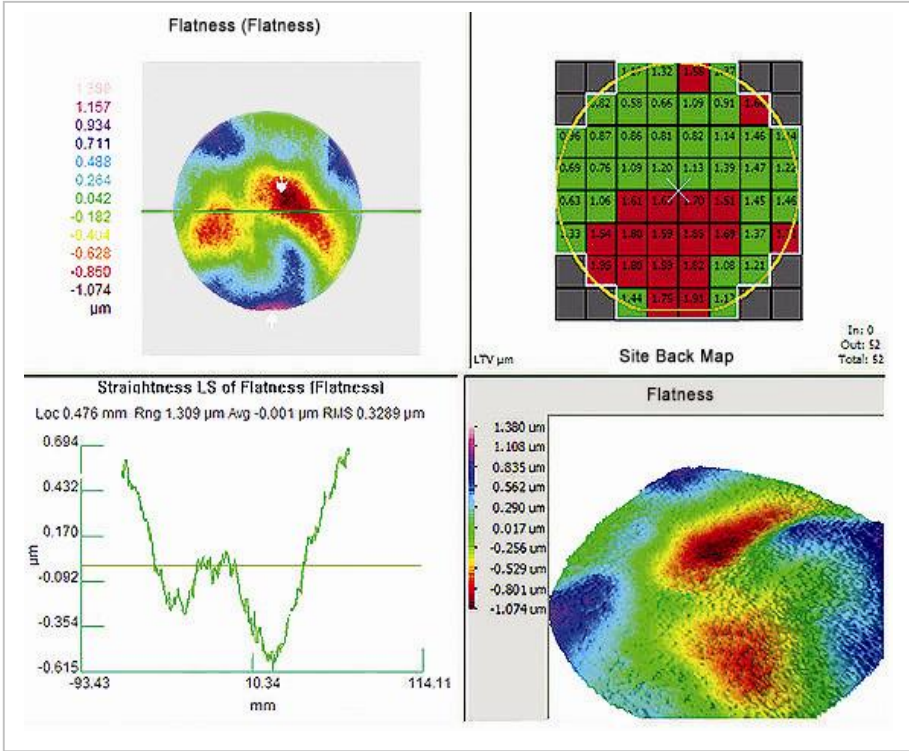 Flatness (Flatness)
1.380
1.157
0.934
0.711
0.488
0.264
0.042
-0.182
-0.404
-0.628
-0.850
-1.074
µm
1.17 1.32 1.58 1.37
0.82 0.58 0.66 1.09 0.91
0.96 0.87 0.86 0.81 0.82 1.14 1.46
0.69 0.76 1.09 1.20 1.13 1.39 1.47 1.22
0.63 1.06 1.61 1.51 1.45 1.46
1.33 1.54 1.80 1.59 1.85 1.69 1.37
1.95 1.80 1.83 1.82 1.08 1.21
1.44 1.75 1.91
LTV µm
Site Back Map
In: 0
Out: 52
Total: 52
Straightness LS of Flatness (Flatness)
Loc 0.476 mm Rng 1.309 µm Avg -0.001 µm RMS 0.3289 µm
0.694
0.432
0.170
-0.092
-0.354
-0.615
µm
-93.43 10.34 114.11
mm
Flatness
1.380 um
1.108 um
0.835 um
0.562 um
0.290 um
0.017 um
-0.256 um
-0.529 um
-0.801 um
-1.074 um